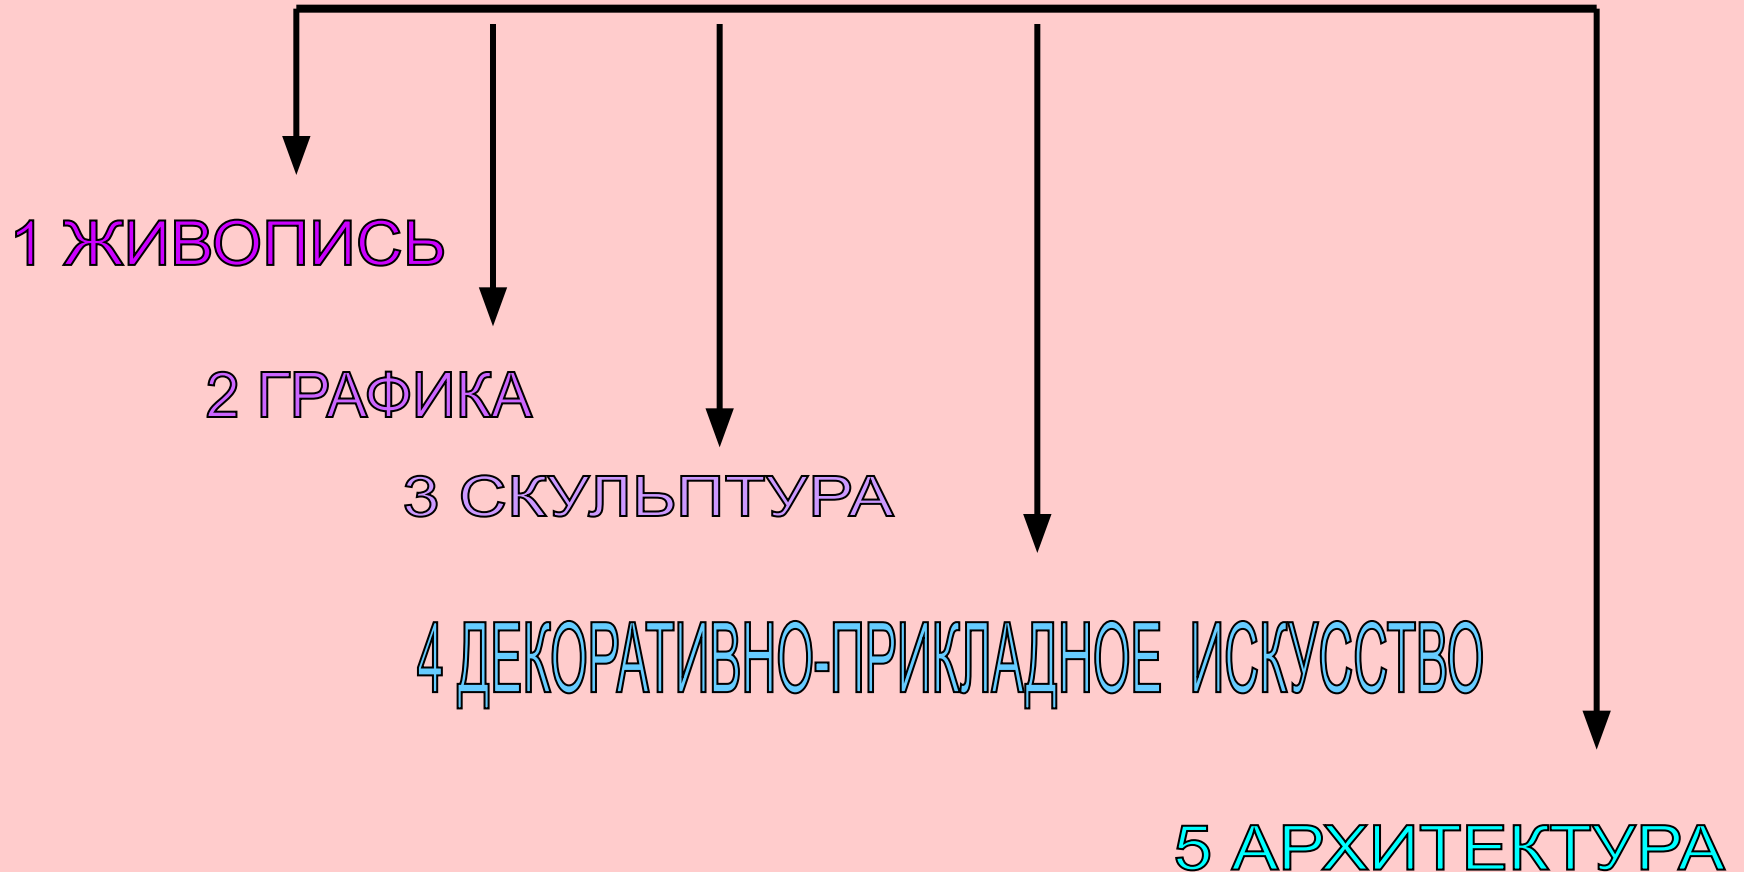 1 ЖИВОПИСЬ
2 ГРАФИКА
3 СКУЛЬПТУРА
4 ДЕКОРАТИВНО-ПРИКЛАДНОЕ ИСКУССТВО
5 АРХИТЕКТУРА